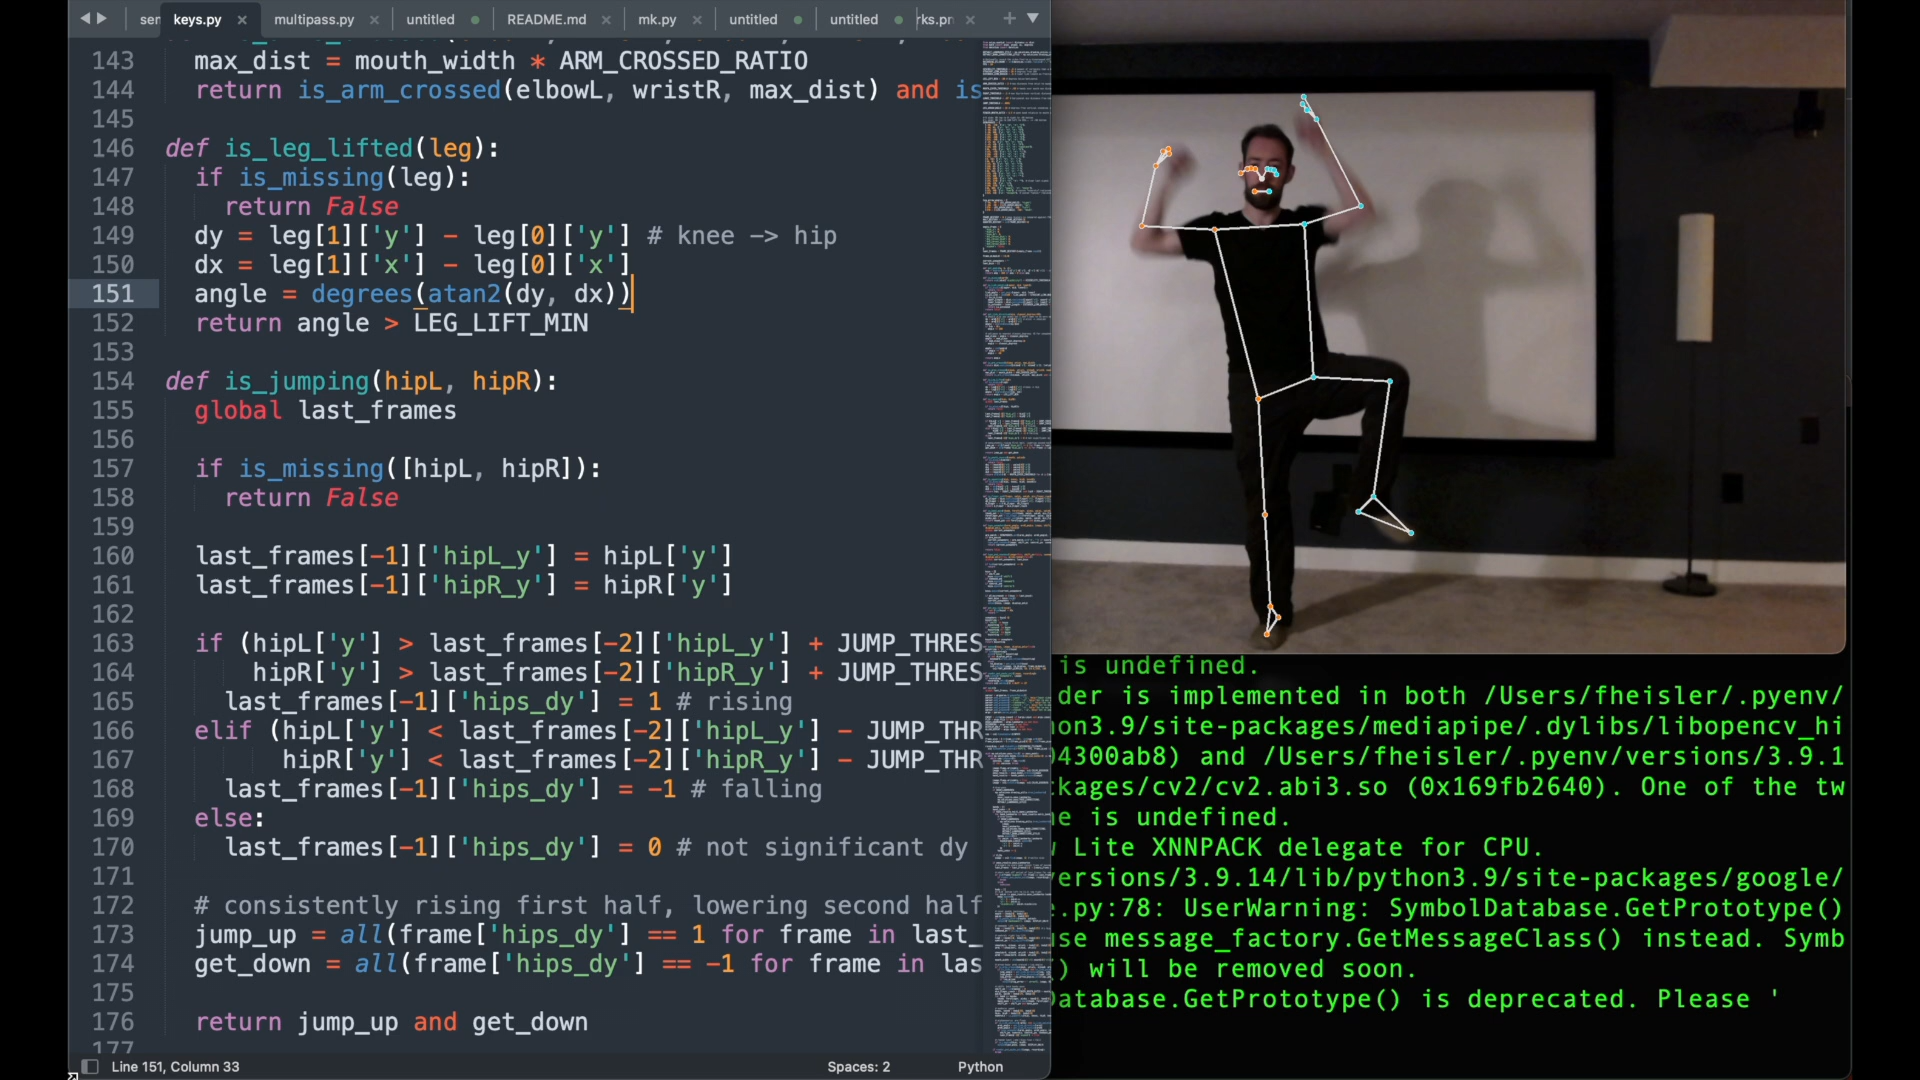 keys.py
multipass.py
untitled
README.md
mk.py
untitled
untitled
143 max_dist = mouth_width * ARM_CROSSED_RATIO
144 return is_arm_crossed(elbowL, wristR, max_dist) and is
145
146 def is_leg_lifted(leg):
147 if is_missing(leg):
148 return False
149 dy = leg[1]['y'] - leg[0]['y'] # knee -> hip
150 dx = leg[1]['x'] - leg[0]['x']
151 angle = degrees(atan2(dy, dx))
152 return angle > LEG_LIFT_MIN
153
154 def is_jumping(hipL, hipR):
155 global last_frames
156
157 if is_missing([hipL, hipR]):
158 return False
159
160 last_frames[-1]['hipL_y'] = hipL['y']
161 last_frames[-1]['hipR_y'] = hipR['y']
162
163 if (hipL['y'] > last_frames[-2]['hipL_y'] + JUMP_THRES
164 hipR['y'] > last_frames[-2]['hipR_y'] + JUMP_THRES
165 last_frames[-1]['hips_dy'] = 1 # rising
166 elif (hipL['y'] < last_frames[-2]['hipL_y'] - JUMP_THR
167 hipR['y'] < last_frames[-2]['hipR_y'] - JUMP_THR
168 last_frames[-1]['hips_dy'] = -1 # falling
169 else:
170 last_frames[-1]['hips_dy'] = 0 # not significant dy
171
172 # consistently rising first half, lowering second half
173 jump_up = all(frame['hips_dy'] == 1 for frame in last_
174 get_down = all(frame['hips_dy'] == -1 for frame in las
175
176 return jump_up and get_down
177
Line 151, Column 33
Spaces: 2
Python
is undefined.
der is implemented in both /Users/fheisler/.pyenv/
on3.9/site-packages/mediapipe/.dylibs/libopencv_hi
4300ab8) and /Users/fheisler/.pyenv/versions/3.9.1
kages/cv2/cv2.abi3.so (0x169fb2640). One of the tw
e is undefined.
Lite XNNPACK delegate for CPU.
ersions/3.9.14/lib/python3.9/site-packages/google/
.py:78: UserWarning: SymbolDatabase.GetPrototype()
se message_factory.GetMessageClass() instead. Symb
) will be removed soon.
atabase.GetPrototype() is deprecated. Please '